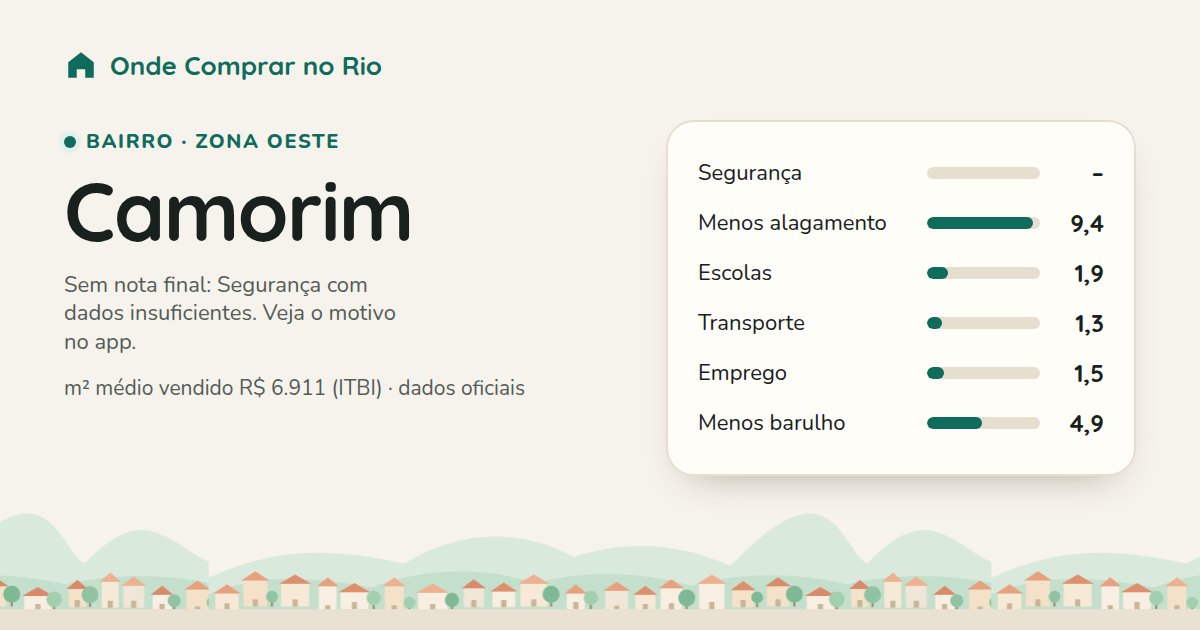 Onde Comprar no Rio
BAIRRO · ZONA OESTE
Camorim
Sem nota final: Segurança com
dados insuficientes. Veja o motivo
no app.
m² médio vendido R$ 6.911 (ITBI) · dados oficiais
Segurança –
Menos alagamento 9,4
Escolas 1,9
Transporte 1,3
Emprego 1,5
Menos barulho 4,9